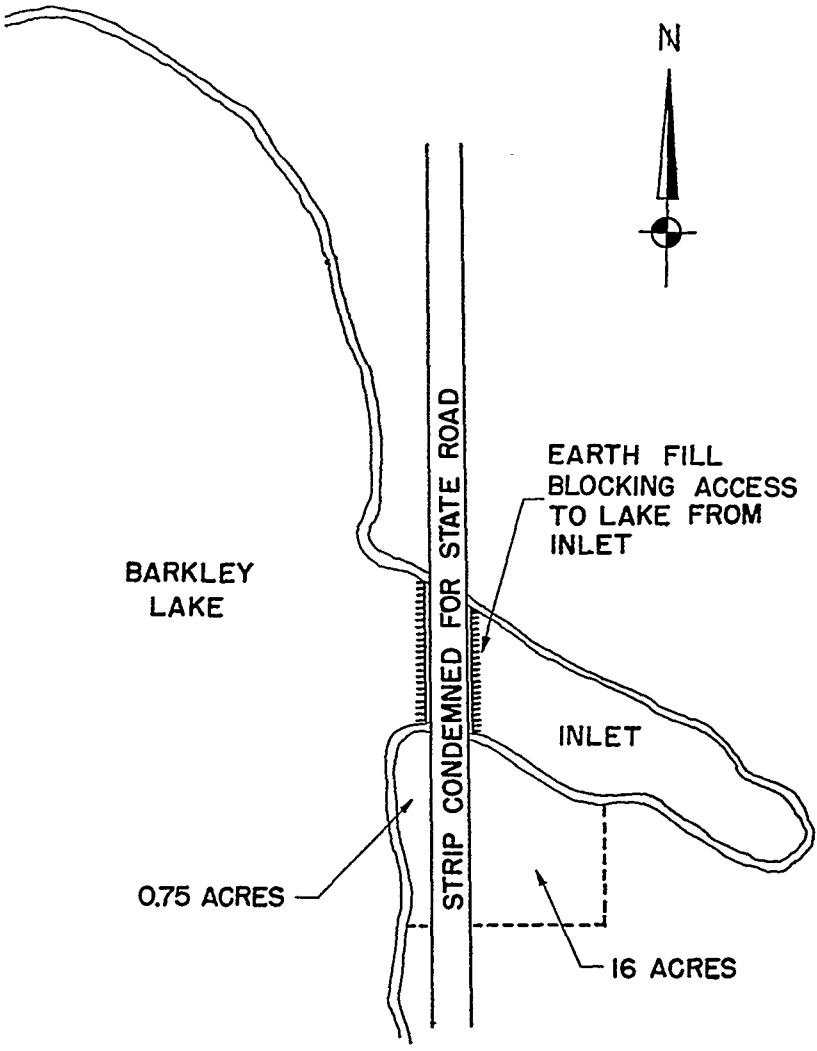 N
EARTH FILL
BLOCKING ACCESS
TO LAKE FROM
INLET
STRIP CONDEMNED FOR STATE ROAD
BARKLEY
LAKE
INLET
0.75 ACRES
16 ACRES